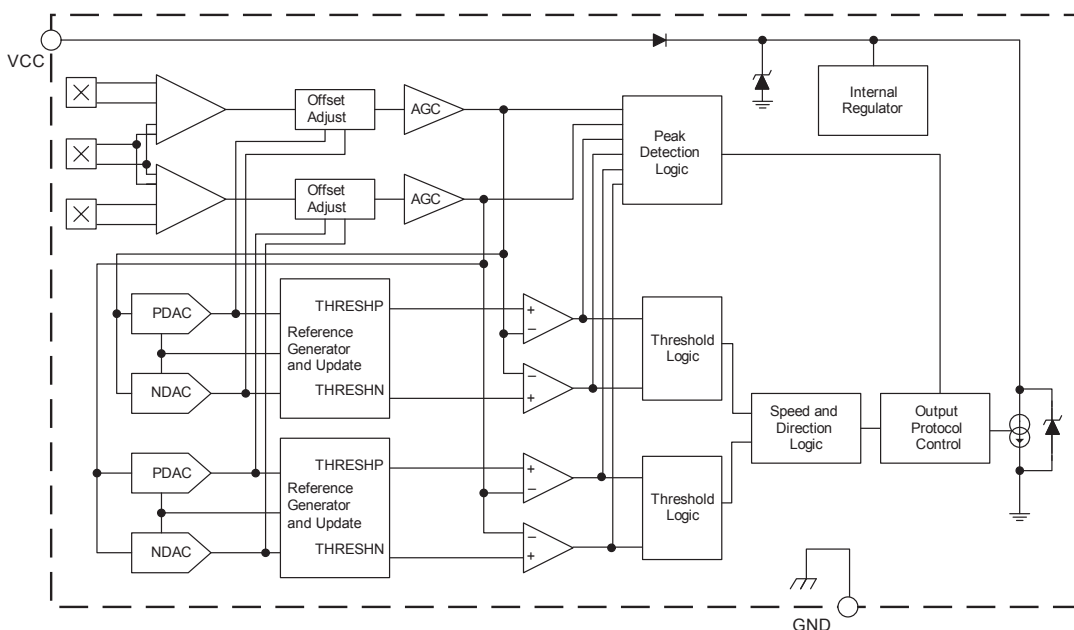 VCC
Internal
Regulator
Offset
Adjust
AGC
Peak
Detection
Logic
Offset
Adjust
AGC
PDAC
NDAC
THRESHP
Reference
Generator
and Update
THRESHN
+
−
−
+
Threshold
Logic
Speed and
Direction
Logic
Output
Protocol
Control
PDAC
NDAC
THRESHP
Reference
Generator
and Update
THRESHN
+
−
−
+
Threshold
Logic
GND